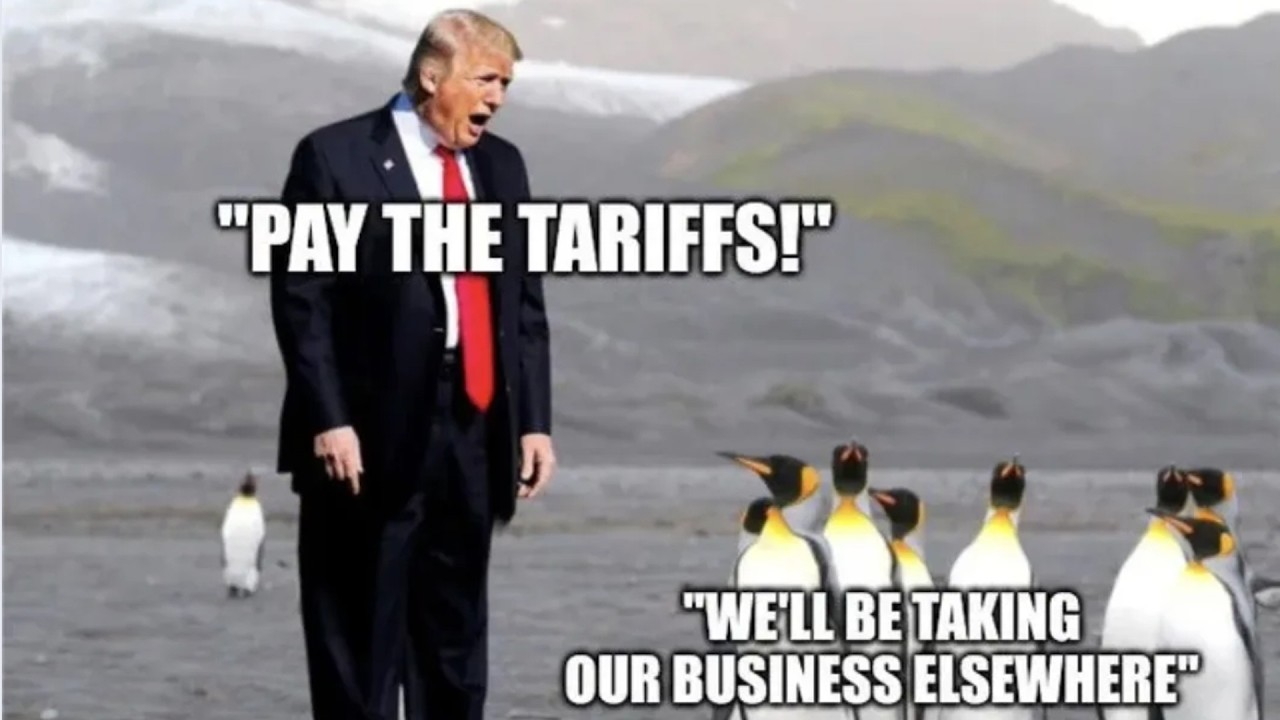 "PAY THE TARIFFS!"
"WE'LL BE TAKING
OUR BUSINESS ELSEWHERE"